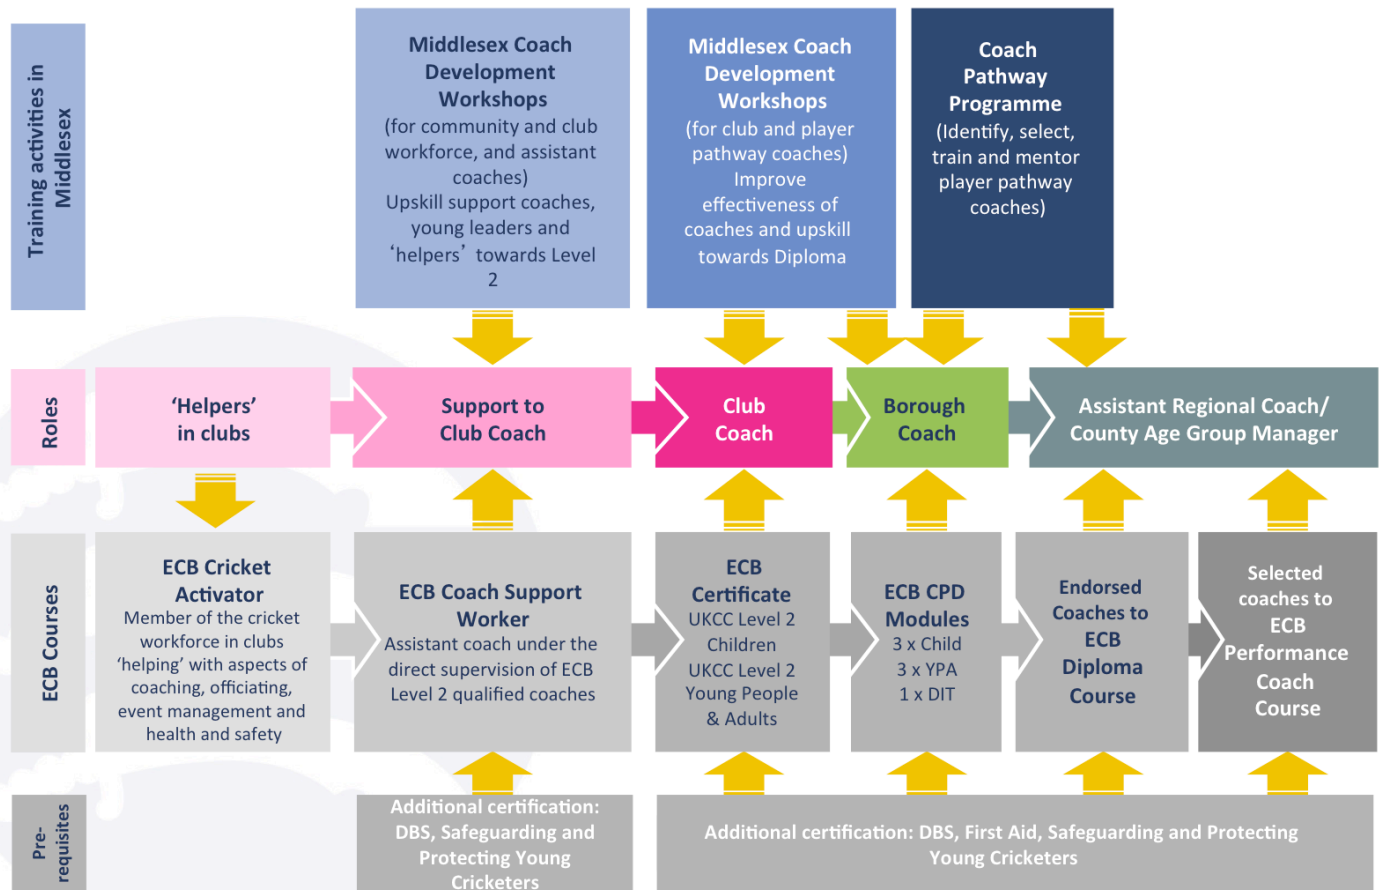 Training activities in
Middlesex
Middlesex Coach
Development
Workshops
(for community and club
workforce, and assistant
coaches)
Upskill support coaches,
young leaders and
‘helpers’ towards Level
2
Middlesex Coach
Development
Workshops
(for club and player
pathway coaches)
Improve
effectiveness of
coaches and upskill
towards Diploma
Coach
Pathway
Programme
(Identify, select,
train and mentor
player pathway
coaches)
Roles
‘Helpers’
in clubs
Support to
Club Coach
Club
Coach
Borough
Coach
Assistant Regional Coach/
County Age Group Manager
ECB Courses
ECB Cricket
Activator
Member of the cricket
workforce in clubs
‘helping’ with aspects of
coaching, officiating,
event management and
health and safety
ECB Coach Support
Worker
Assistant coach under the
direct supervision of ECB
Level 2 qualified coaches
ECB
Certificate
UKCC Level 2
Children
UKCC Level 2
Young People
& Adults
ECB CPD
Modules
3 x Child
3 x YPA
1 x DIT
Endorsed
Coaches to
ECB
Diploma
Course
Selected
coaches to
ECB
Performance
Coach
Course
Pre-
requisites
Additional certification:
DBS, Safeguarding and
Protecting Young
Cricketers
Additional certification: DBS, First Aid, Safeguarding and Protecting
Young Cricketers